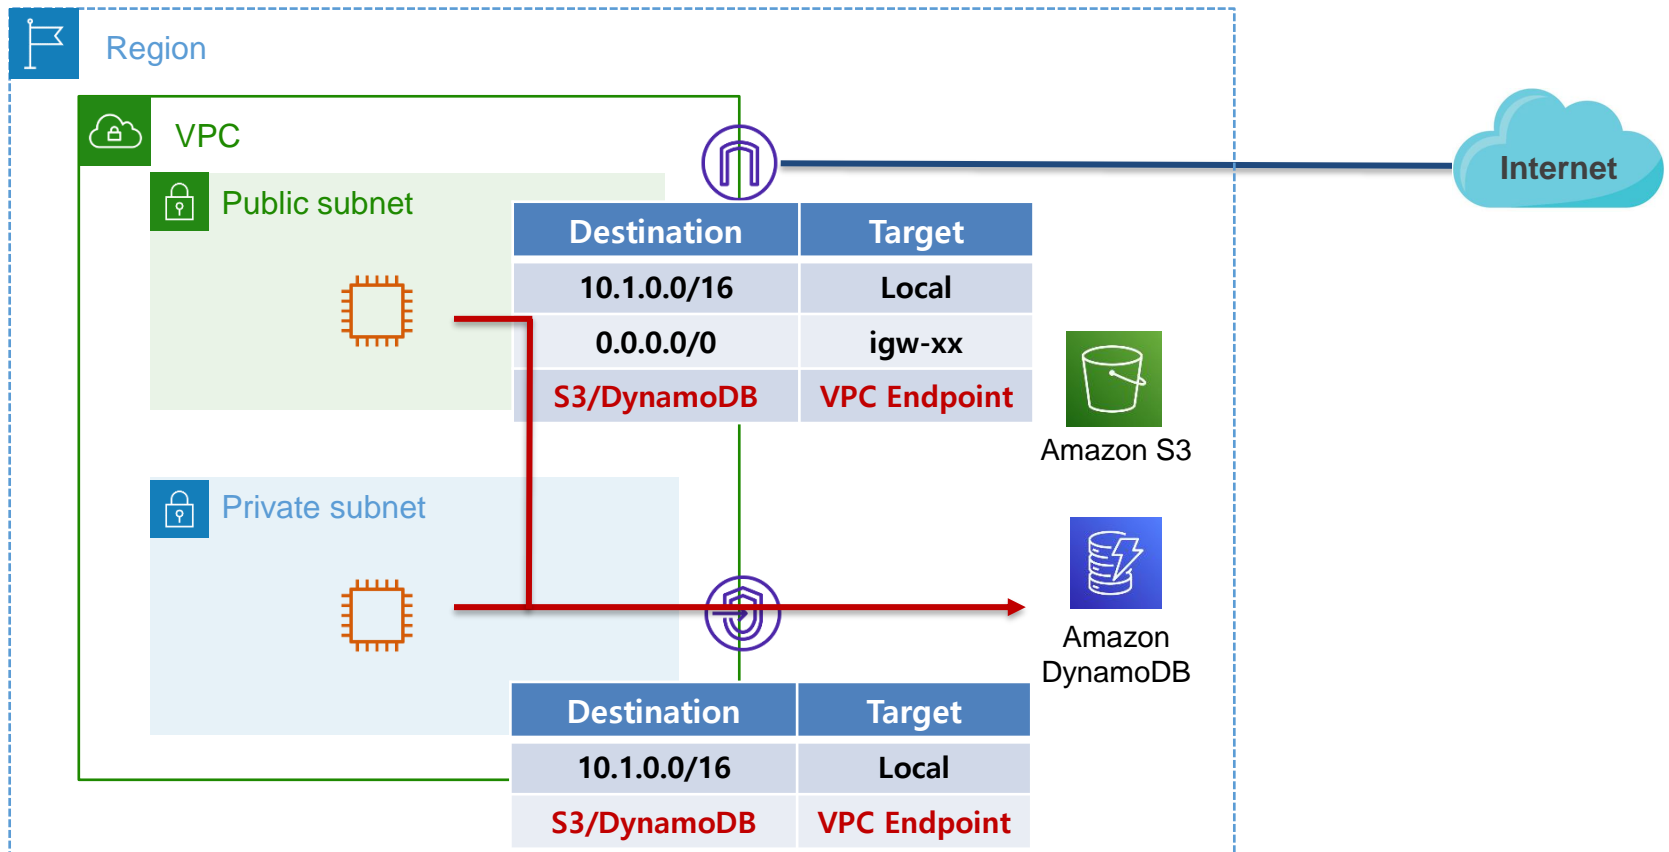 Region
VPC
Internet
Public subnet
Destination Target
10.1.0.0/16 Local
0.0.0.0/0 igw-xx
S3/DynamoDB VPC Endpoint
Amazon S3
Private subnet
Amazon
DynamoDB
Destination Target
10.1.0.0/16 Local
S3/DynamoDB VPC Endpoint